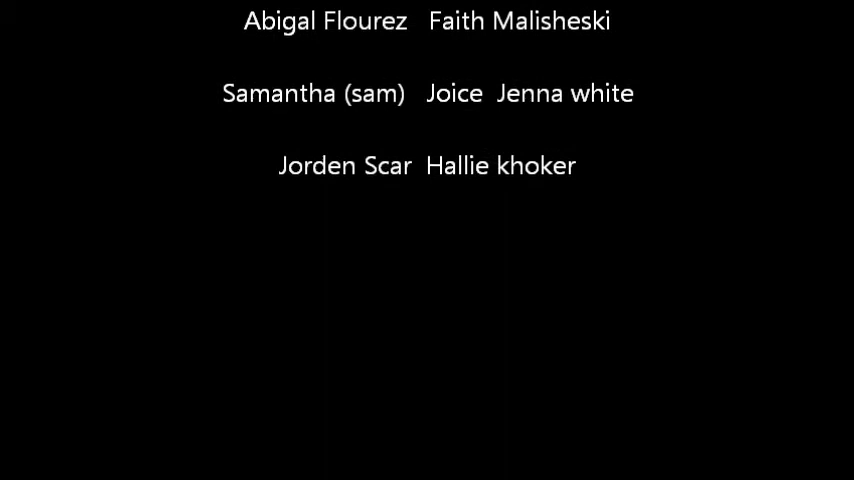 Abigal Flourez   Faith Malisheski
Samantha (sam)   Joice  Jenna white
Jorden Scar  Hallie khoker